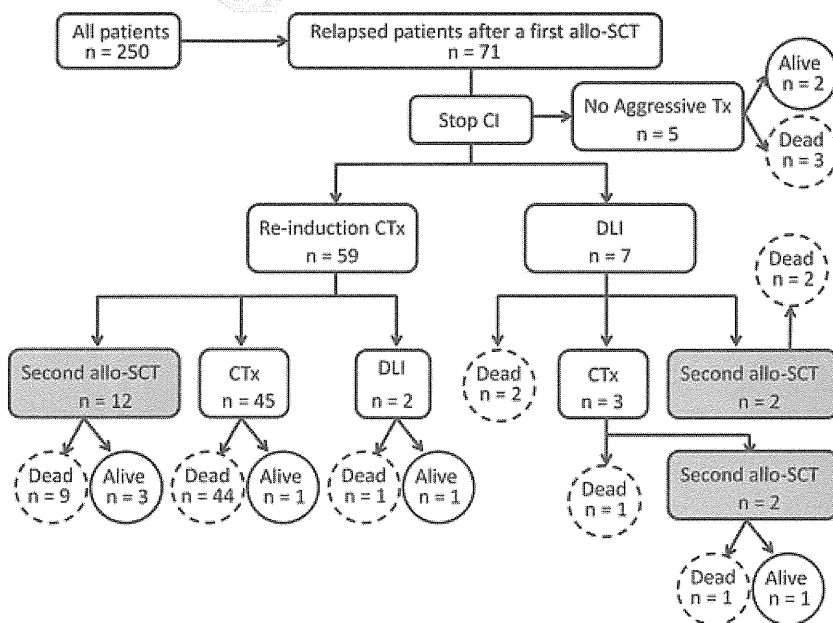 All patients
n = 250
Relapsed patients after a first allo-SCT
n = 71
Stop CI
No Aggressive Tx
n = 5
Alive
n = 2
Dead
n = 3
Re-induction CTx
n = 59
DLI
n = 7
Dead
n = 2
Second allo-SCT
n = 12
CTx
n = 45
DLI
n = 2
Dead
n = 2
CTx
n = 3
Second allo-SCT
n = 2
Dead
n = 9
Alive
n = 3
Dead
n = 44
Alive
n = 1
Dead
n = 1
Alive
n = 1
Dead
n = 1
Second allo-SCT
n = 2
Dead
n = 1
Alive
n = 1